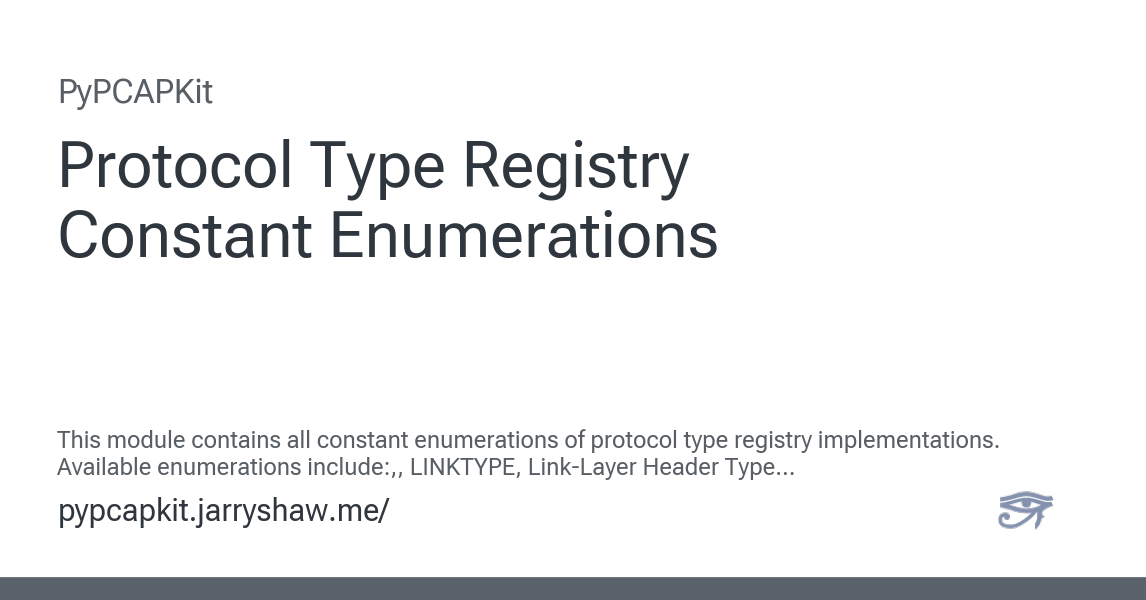 PyPCAPKit
Protocol Type Registry
Constant Enumerations
This module contains all constant enumerations of protocol type registry implementations.
Available enumerations include:,, LINKTYPE, Link-Layer Header Type...
pypcapkit.jarryshaw.me/